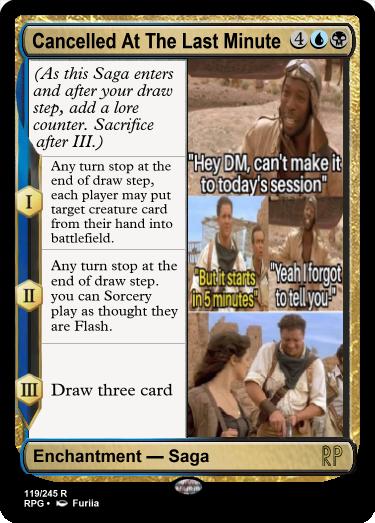 Cancelled At The Last Minute 4
(As this Saga enters
and after your draw
step, add a lore
counter. Sacrifice
after III.)
I
Any turn stop at the
end of draw step,
each player may put
target creature card
from their hand into
battlefield.
II
Any turn stop at the
end of draw step.
you can Sorcery
play as thought they
are Flash.
III
Draw three card
"Hey DM, can't make it
to today's session"
"But it starts
in 5 minutes"
"Yeah I forgot
to tell you."
Enchantment — Saga
RP
119/245 R
RPG • Furiia